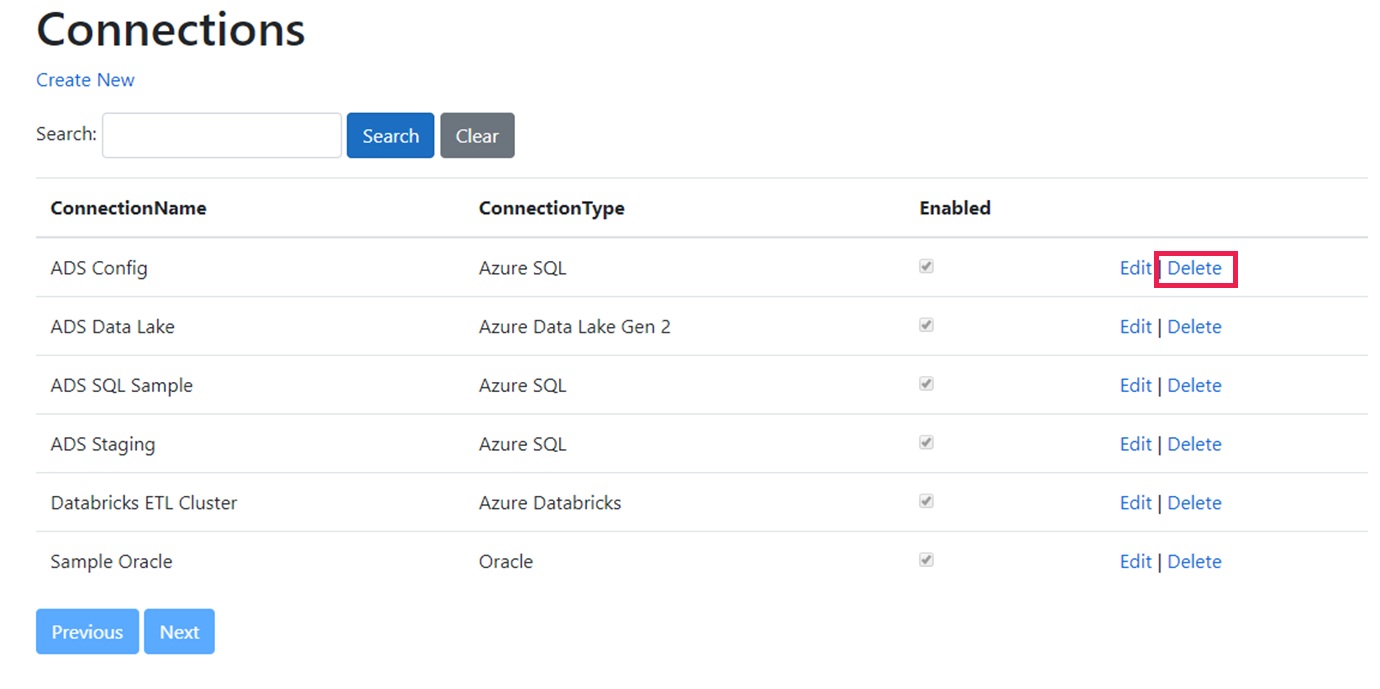 Connections
Create New
Search: Search Clear
ConnectionName ConnectionType Enabled
ADS Config Azure SQL Edit | Delete
ADS Data Lake Azure Data Lake Gen 2 Edit | Delete
ADS SQL Sample Azure SQL Edit | Delete
ADS Staging Azure SQL Edit | Delete
Databricks ETL Cluster Azure Databricks Edit | Delete
Sample Oracle Oracle Edit | Delete
Previous Next